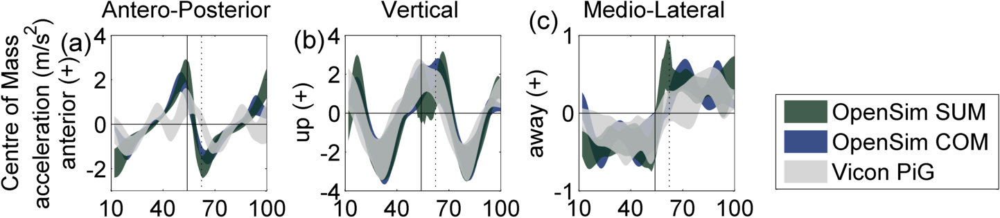 Antero-Posterior
Vertical
Medio-Lateral
Centre of Mass
acceleration (m/s2)
anterior (+)
(a)
4
2
0
-2
10 40 70 100
up (+)
(b)
4
2
0
-2
-4
10 40 70 100
away (+)
(c)
1
0
-1
10 40 70 100
OpenSim SUM
OpenSim COM
Vicon PiG